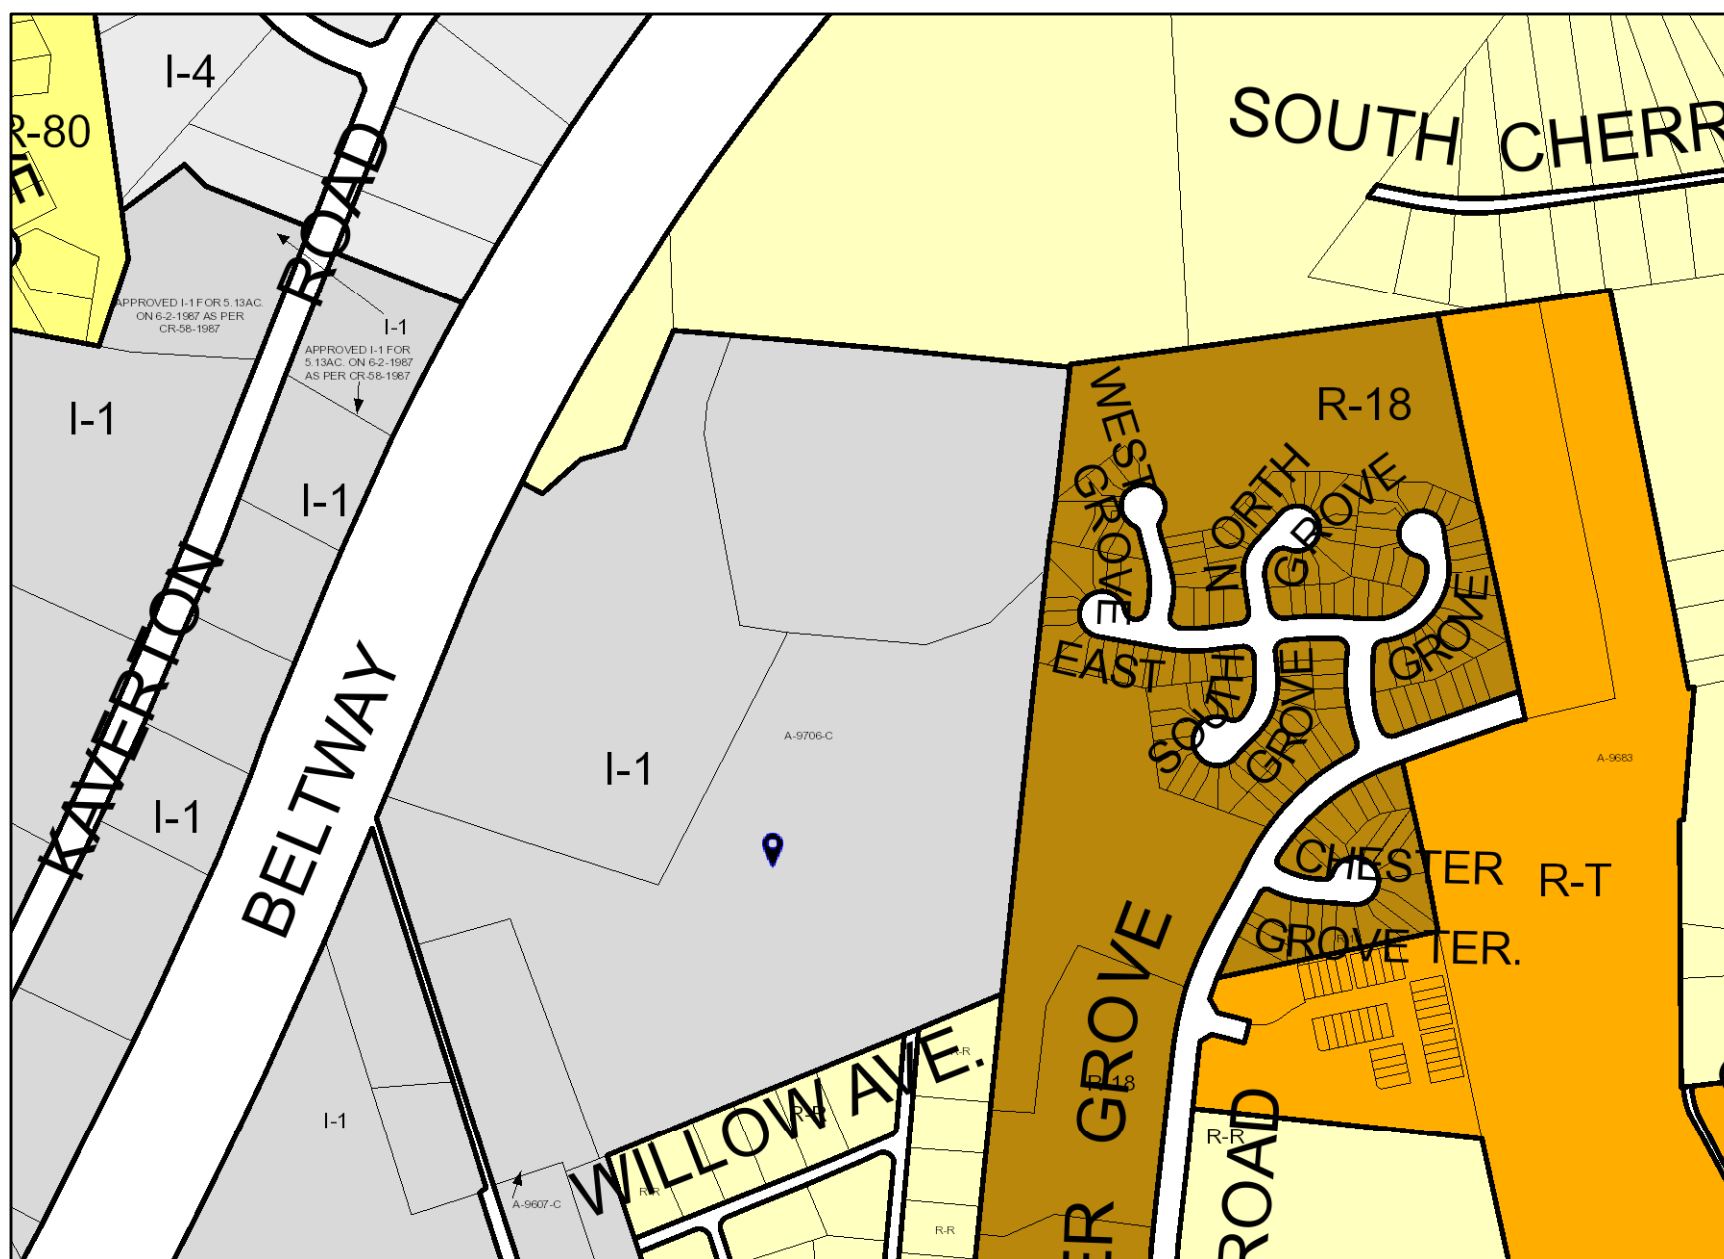 I-4
R-80
ROAD
SOUTH CHERR
APPROVED I-1 FOR 5.13AC.
ON 6-2-1987 AS PER
CR-58-1987
I-1
APPROVED I-1 FOR
5.13AC. ON 6-2-1987
AS PER CR-58-1987
I-1
I-1
R-18
WEST
GROVE
NORTH
GROVE
GROVE
EAST
SOUTH
GROVE
KAVERTON
BELTWAY
A-9706-C
I-1
A-9683
I-1
CHESTER
GROVE TER.
R-T
GROVE
R-R
R-18
WILLOW AVE.
R-R
I-1
R-R
ROAD
R-R
A-9607-C
R-R
ER